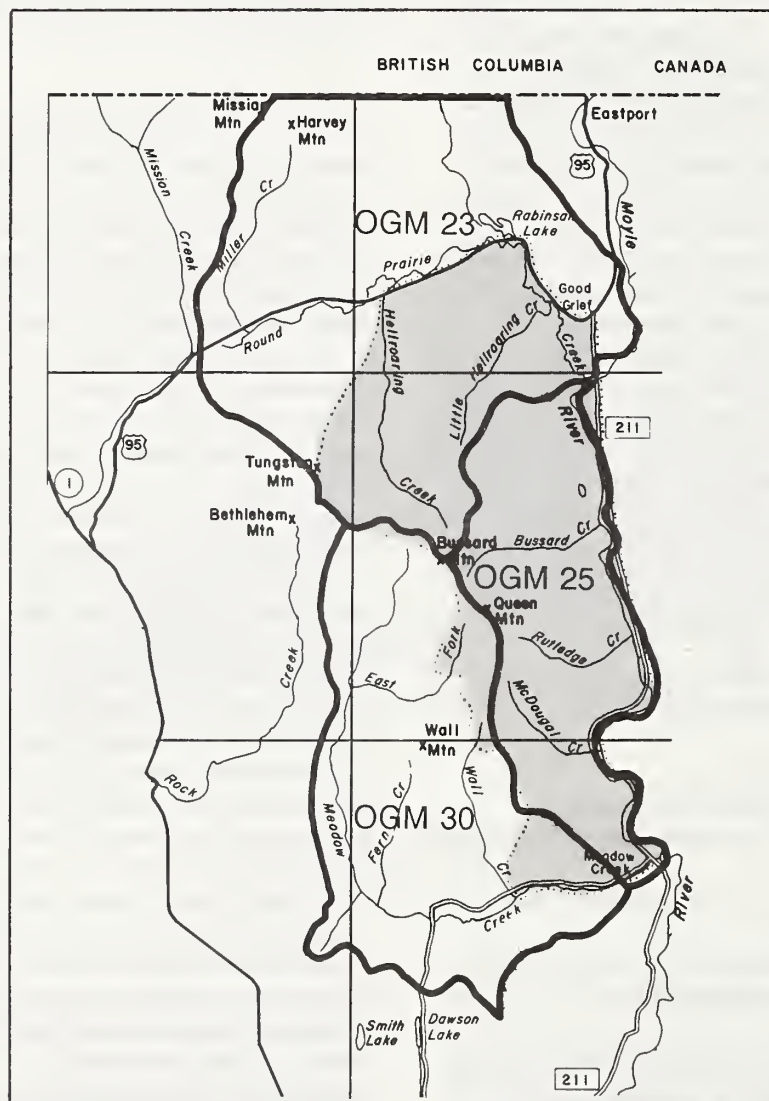 BRITISH COLUMBIA CANADA
Mission
Mtn
Harvey
Mtn
Eastport
95
Mission
Creek
Miller
Cr
Moyie
OGM 23
Robinson
Lake
Prairie
Round
Good
Grief
Hellroaring
Creek
Little
Hellroaring
Cr
Creek
River
211
95
1
Tungsten
Mtn
Bethlehem
Mtn
Bussard
Mtn
Bussard
Cr
OGM 25
Queen
Mtn
Rutledge
Cr
East
Fork
McDougal
Cr
Creek
Rock
Wall
Mtn
Wall
Cr
OGM 30
Meadow
Fern
Cr
Creek
Meadow
Creek
River
Smith
Lake
Dawson
Lake
211